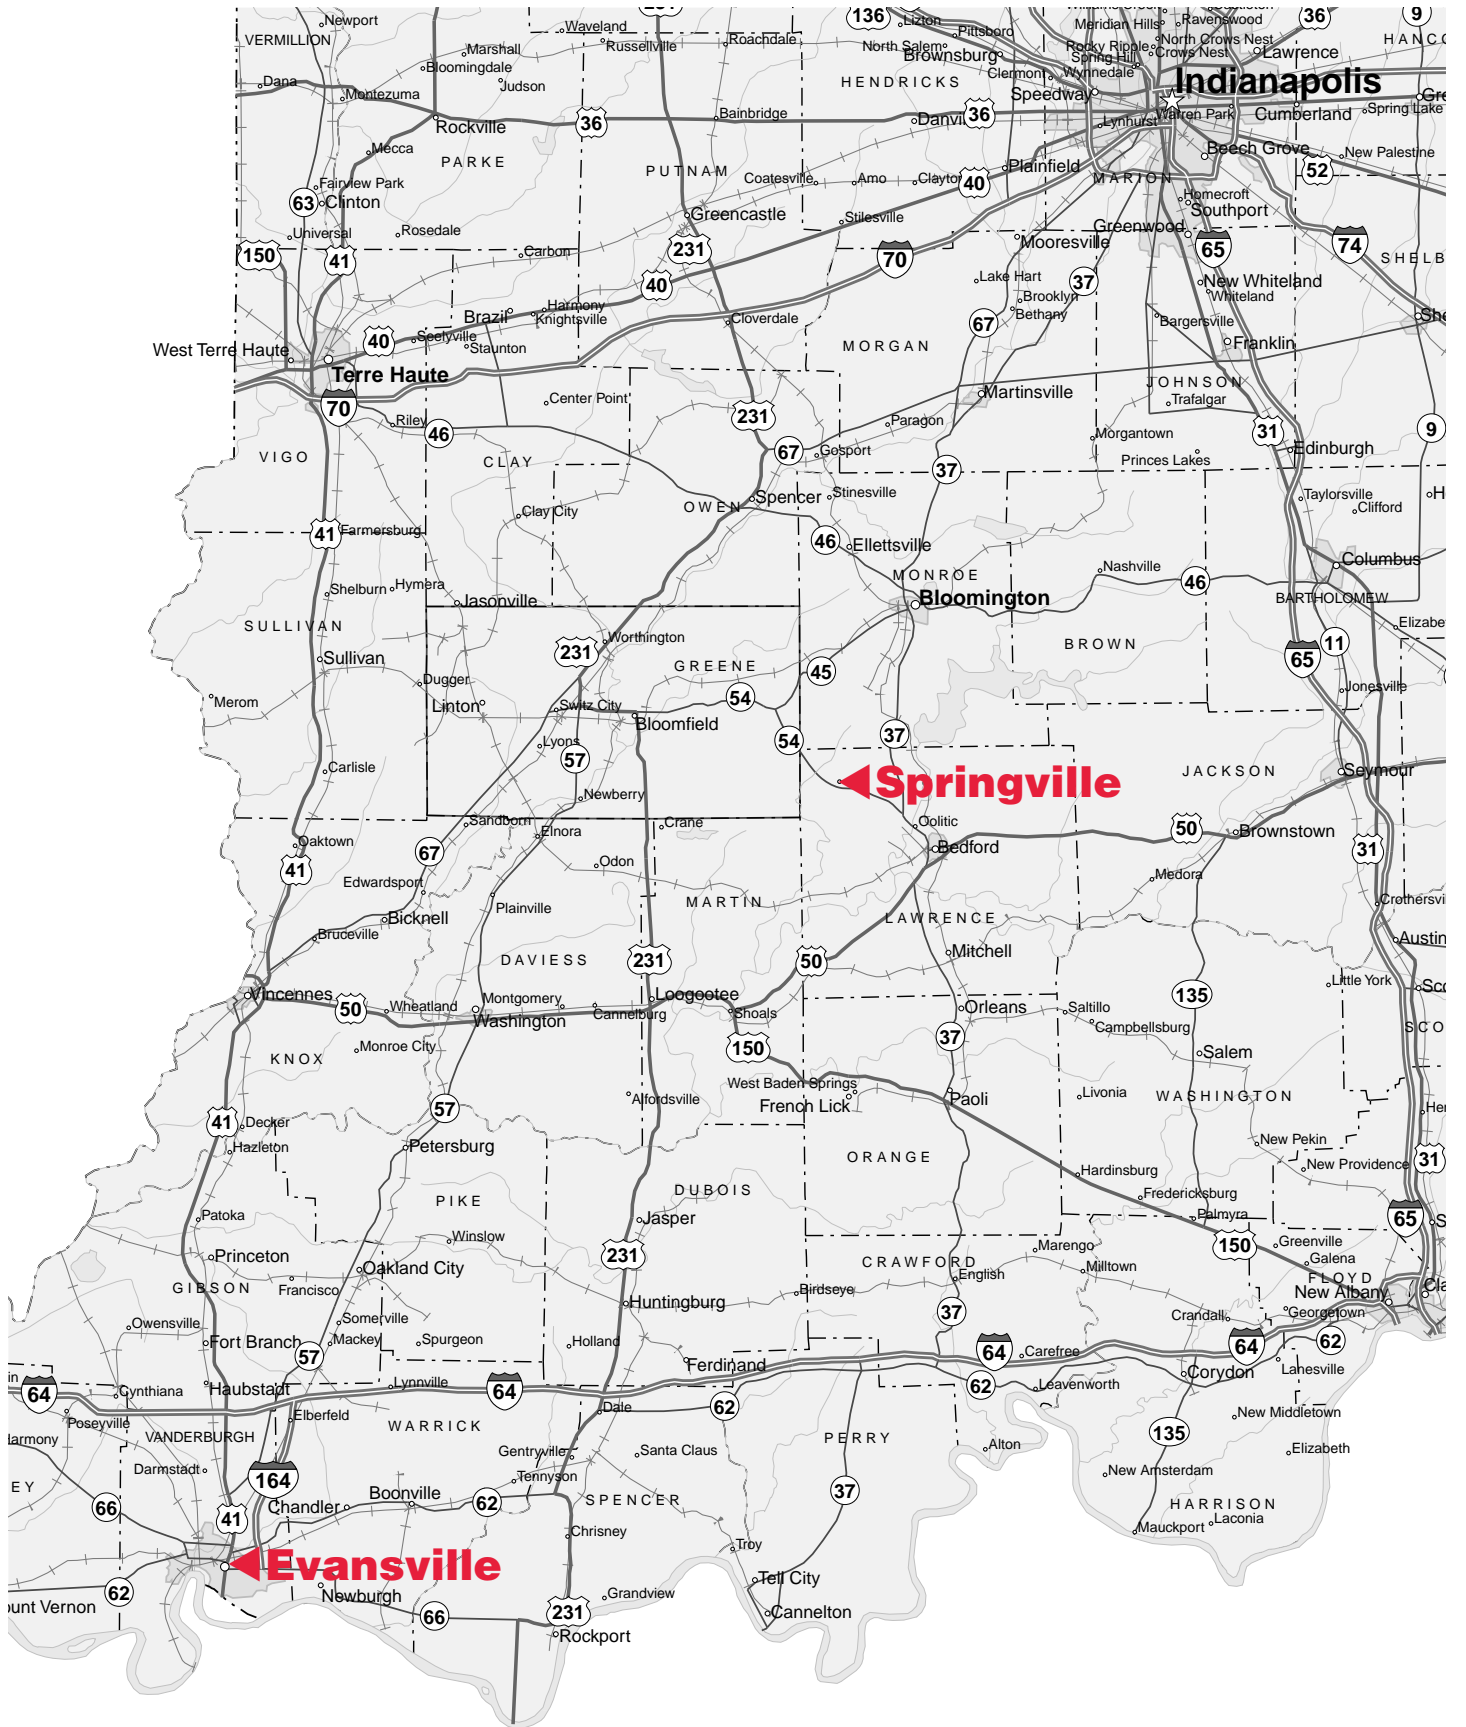 Newport
Waveland
136
Lizton
Meridian Hills
Ravenswood
36
9
VERMILLION
Marshall
Russellville
Roachdale
Pittsboro
North Salem
Brownsburg
Rocky Ripple
North Crows Nest
Crows Nest
Lawrence
Spring Hill
Bloomingdale
Dana
Judson
HENDRICKS
Clermont
Wynnedale
Indianapolis
Montezuma
Speedway
Rockville
36
Bainbridge
36
Lynhurst
Warren Park
Cumberland
Spring Lake
Mecca
PARKE
Beech Grove
New Palestine
PUTNAM
Coatesville
Amo
40
Plainfield
MARION
52
Fairview Park
63
Clinton
Homecroft
Southport
Greencastle
Stilesville
Greenwood
Universal
Rosedale
Mooresville
150
41
Carbon
231
70
65
74
40
Lake Hart
37
New Whiteland
Whiteland
Brooklyn
Bethany
Harmony
Brazil
Knightsville
Cloverdale
67
Bargersville
West Terre Haute
40
Seelyville
Staunton
MORGAN
Franklin
Terre Haute
JOHNSON
70
Center Point
Martinsville
Trafalgar
Riley
46
231
Paragon
Morgantown
31
9
VIGO
CLAY
67
Gosport
37
Princes Lakes
Edinburgh
Spencer
Stinesville
Taylorsville
Clifford
OWEN
Clay City
41
Farmersburg
46
Ellettsville
Columbus
MONROE
Nashville
46
Shelburn
Hymera
Jasonville
Bloomington
BARTHOLOMEW
SULLIVAN
Worthington
231
GREENE
BROWN
65
11
Sullivan
45
Dugger
54
Jonesville
Merom
Linton
Switz City
Bloomfield
54
37
Lyons
57
Carlisle
Springville
JACKSON
Seymour
Newberry
Sandborn
Elnora
Crane
Oolitic
50
Brownstown
Oaktown
67
Bedford
31
41
Odon
Edwardsport
Medora
Bicknell
Plainville
MARTIN
LAWRENCE
Bruceville
DAVIESS
231
50
Mitchell
Little York
Vincennes
50
Wheatland
Montgomery
Washington
Cannelburg
Loogootee
Shoals
Orleans
Saltillo
135
Campbellsburg
KNOX
Monroe City
150
37
Salem
West Baden Springs
French Lick
Paoli
Livonia
WASHINGTON
Alfordsville
57
41
Decker
Hazleton
Petersburg
New Pekin
ORANGE
Hardinsburg
New Providence
31
PIKE
DUBOIS
Fredericksburg
Patoka
Jasper
Palmyra
65
Winslow
231
150
Princeton
Marengo
Greenville
Galena
Oakland City
CRAWFORD
Milltown
GIBSON
Francisco
Birdseye
English
FLOYD
New Albany
Huntingburg
37
Owensville
Somerville
Crandall
Georgetown
Fort Branch
Mackey
Spurgeon
Holland
64
64
62
57
Ferdinand
Carefree
64
Cynthiana
Haubstadt
Lynnville
64
62
Leavenworth
Corydon
Lanesville
Poseyville
Elberfeld
Dale
62
New Middletown
VANDERBURGH
WARRICK
PERRY
135
Darmstadt
164
Gentryville
Santa Claus
Alton
Elizabeth
Tennyson
37
New Amsterdam
66
Chandler
Boonville
62
SPENCER
HARRISON
41
Chrisney
Mauckport
Laconia
Evansville
Troy
62
Newburgh
Grandview
Tell City
66
231
Cannelton
Rockport